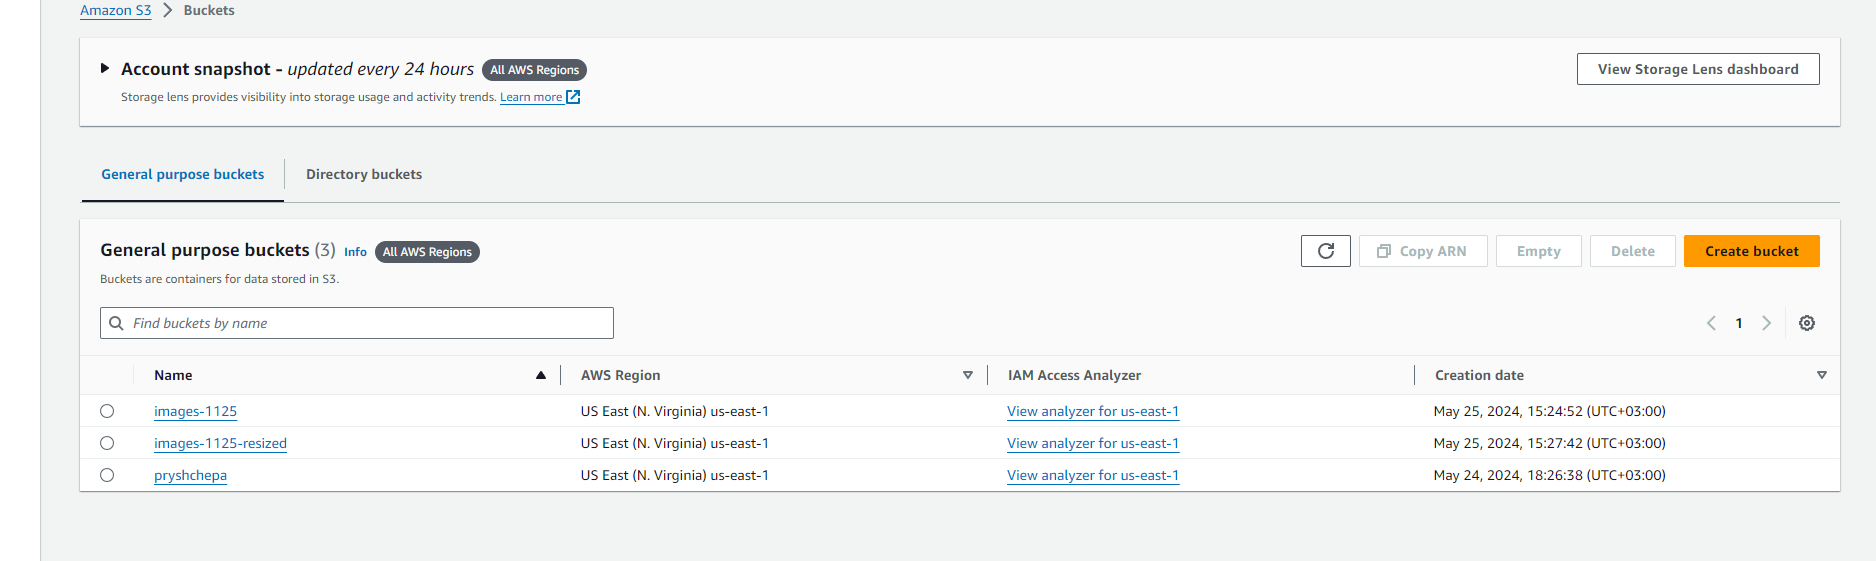 Amazon S3 > Buckets
Account snapshot - updated every 24 hours All AWS Regions
View Storage Lens dashboard
Storage lens provides visibility into storage usage and activity trends. Learn more
General purpose buckets Directory buckets
General purpose buckets (3) Info All AWS Regions
Copy ARN Empty Delete Create bucket
Buckets are containers for data stored in S3.
Find buckets by name
1
Name AWS Region IAM Access Analyzer Creation date
images-1125 US East (N. Virginia) us-east-1 View analyzer for us-east-1 May 25, 2024, 15:24:52 (UTC+03:00)
images-1125-resized US East (N. Virginia) us-east-1 View analyzer for us-east-1 May 25, 2024, 15:27:42 (UTC+03:00)
pryshchepa US East (N. Virginia) us-east-1 View analyzer for us-east-1 May 24, 2024, 18:26:38 (UTC+03:00)